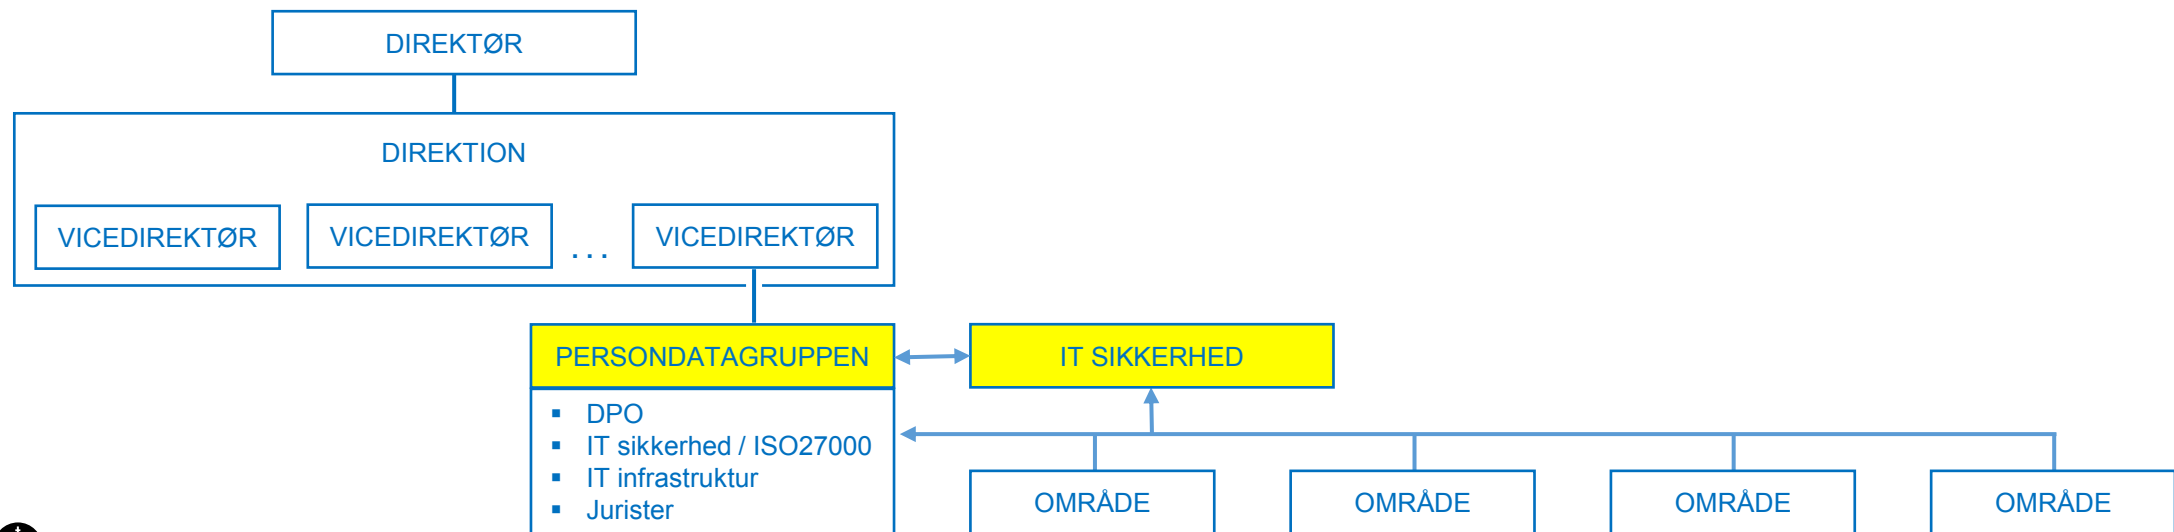 DIREKTØR
DIREKTION
VICEDIREKTØR
VICEDIREKTØR
...
VICEDIREKTØR
PERSONDATAGRUPPEN
IT SIKKERHED
▪ DPO
▪ IT sikkerhed / ISO27000
▪ IT infrastruktur
▪ Jurister
OMRÅDE
OMRÅDE
OMRÅDE
OMRÅDE